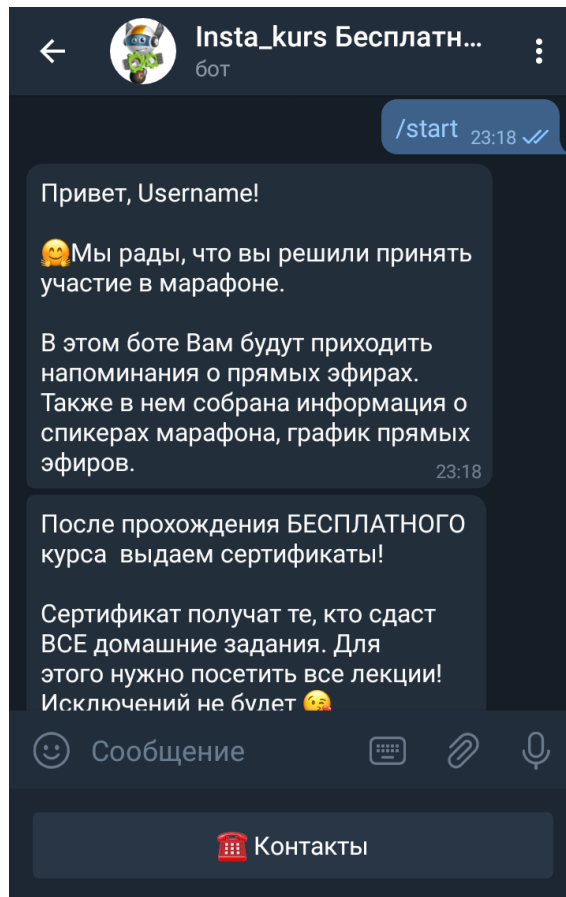 Insta_kurs Бесплатн...
бот
/start 23:18
Привет, Username!
🤗Мы рады, что вы решили принять
участие в марафоне.
В этом боте Вам будут приходить
напоминания о прямых эфирах.
Также в нем собрана информация о
спикерах марафона, график прямых
эфиров.
23:18
После прохождения БЕСПЛАТНОГО
курса выдаем сертификаты!
Сертификат получат те, кто сдаст
ВСЕ домашние задания. Для
этого нужно посетить все лекции!
Исключений не будет 😘
Сообщение
☎️ Контакты